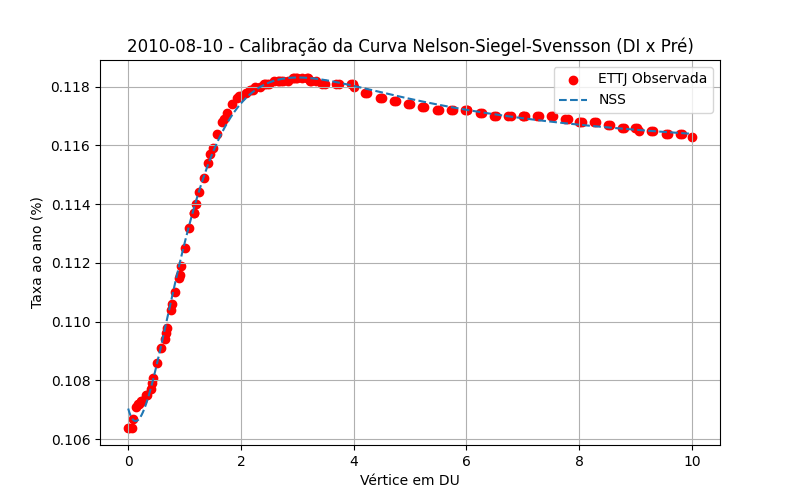 2010-08-10 - Calibração da Curva Nelson-Siegel-Svensson (DI x Pré)
ETTJ Observada
NSS
Taxa ao ano (%)
0.118
0.116
0.114
0.112
0.110
0.108
0.106
0 2 4 6 8 10
Vértice em DU